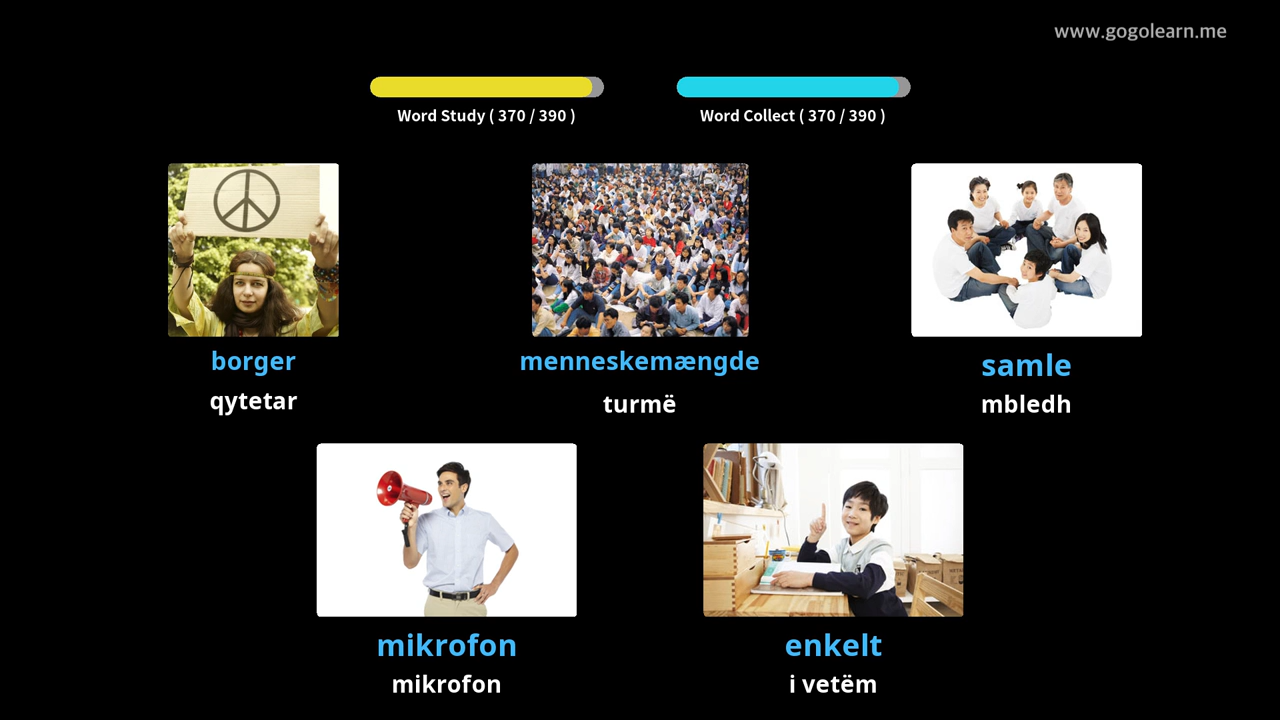 www.gogolearn.me
Word Study ( 370 / 390 )
Word Collect ( 370 / 390 )
borger
menneskemængde
samle
qytetar
turmë
mbledh
mikrofon
enkelt
mikrofon
i vetëm